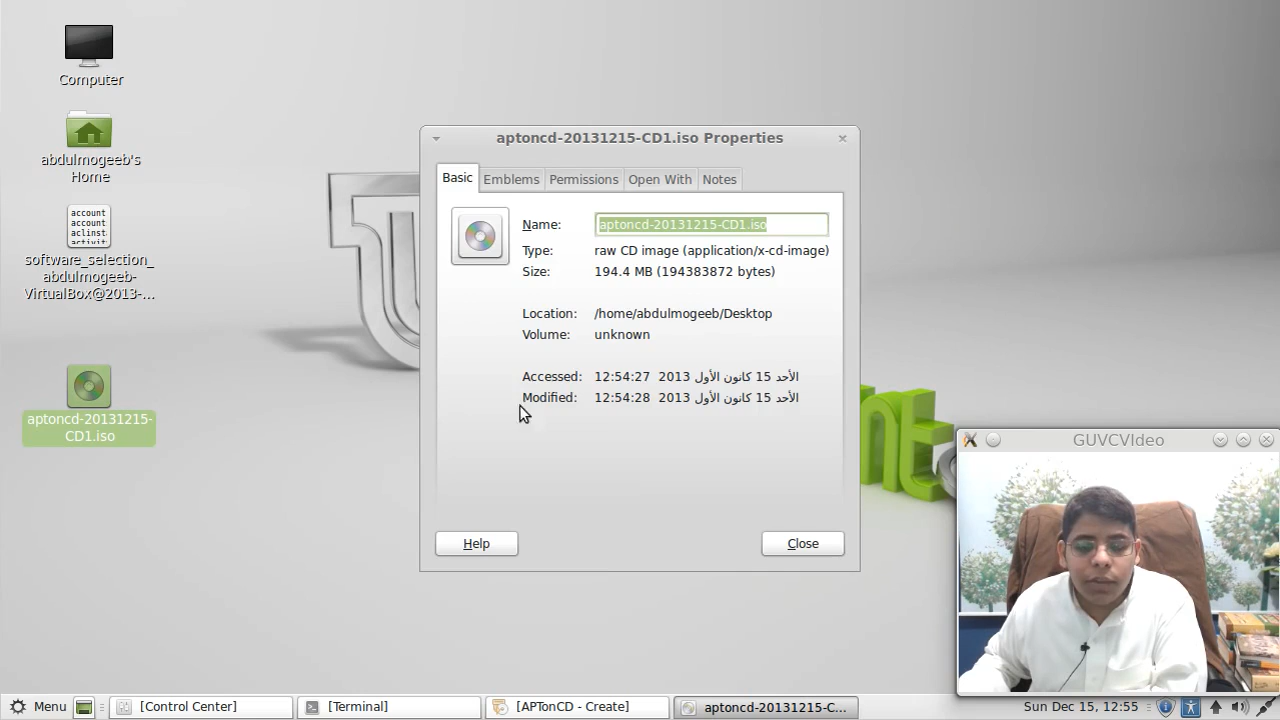 Computer
abdulmogeeb's
Home
account
account
aclinst
activit
software_selection_
abdulmogeeb-
VirtualBox@2013-...
aptoncd-20131215-
CD1.iso
aptoncd-20131215-CD1.iso Properties
Basic
Emblems
Permissions
Open With
Notes
Name: aptoncd-20131215-CD1.iso
Type: raw CD image (application/x-cd-image)
Size: 194.4 MB (194383872 bytes)
Location: /home/abdulmogeeb/Desktop
Volume: unknown
Accessed: 12:54:27 الأحد 15 كانون الأول 2013
Modified: 12:54:28 الأحد 15 كانون الأول 2013
Help
Close
GUVCVIdeo
Menu
[Control Center]
[Terminal]
[APTonCD - Create]
aptoncd-20131215-C...
Sun Dec 15, 12:55